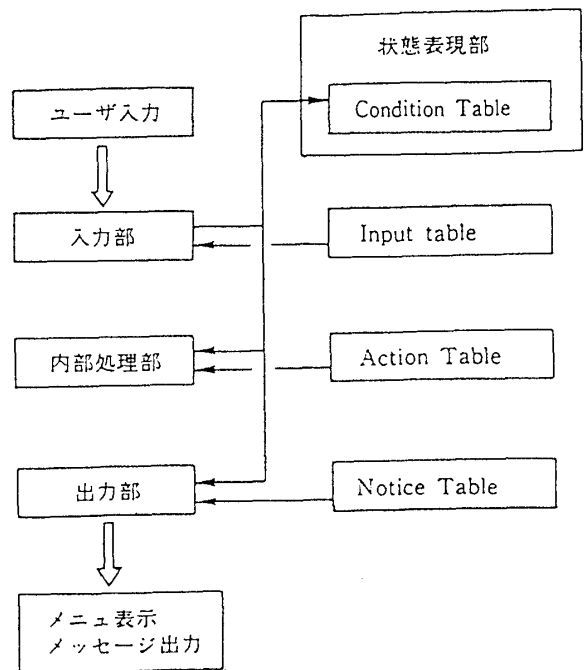 状態表現部
Condition Table
ユーザ入力
入力部
Input table
内部処理部
Action Table
出力部
Notice Table
メニュ表示
メッセージ出力